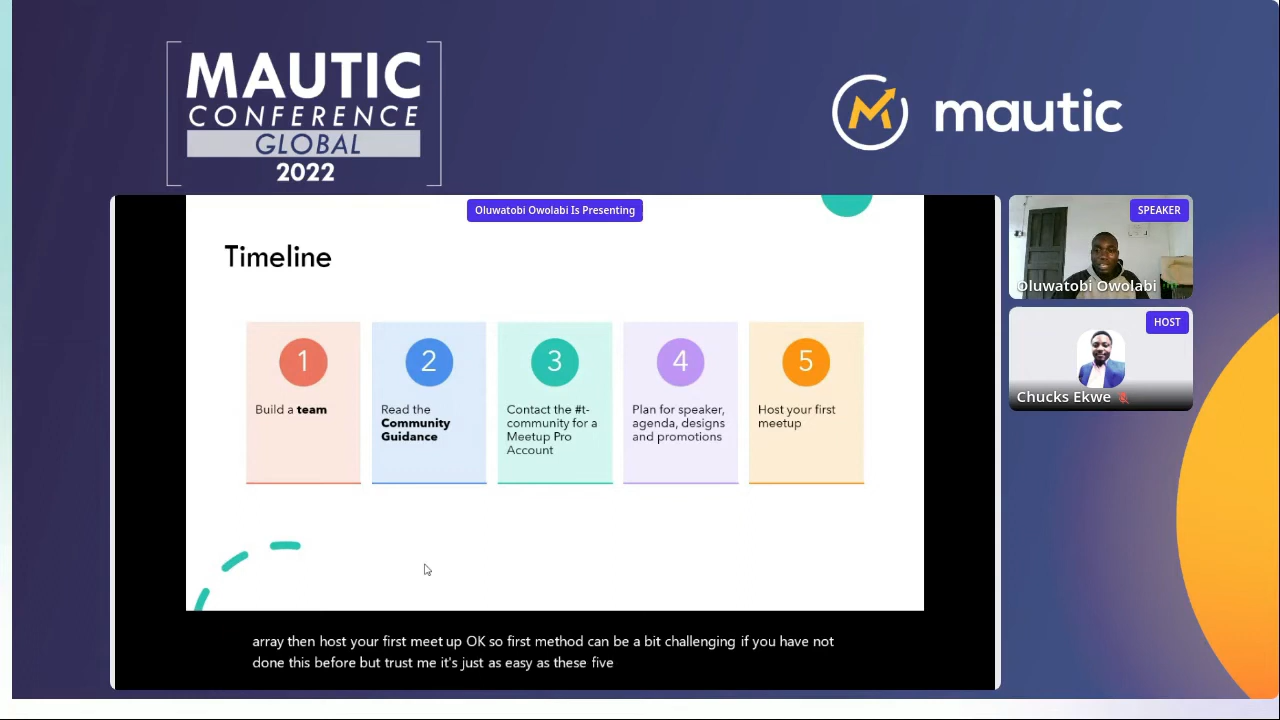 MAUTIC
CONFERENCE
GLOBAL
2022
mautic
Oluwatobi Owolabi Is Presenting
Timeline
1
Build a team
2
Read the
Community
Guidance
3
Contact the #t-
community for a
Meetup Pro
Account
4
Plan for speaker,
agenda, designs
and promotions
5
Host your first
meetup
array then host your first meet up OK so first method can be a bit challenging if you have not
done this before but trust me it's just as easy as these five
SPEAKER
Oluwatobi Owolabi
HOST
Chucks Ekwe